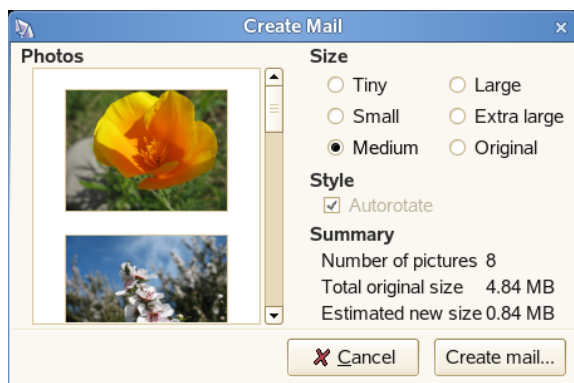 Create Mail
Photos
Size
Tiny
Large
Small
Extra large
Medium
Original
Style
Autorotate
Summary
Number of pictures 8
Total original size 4.84 MB
Estimated new size 0.84 MB
Cancel
Create mail...